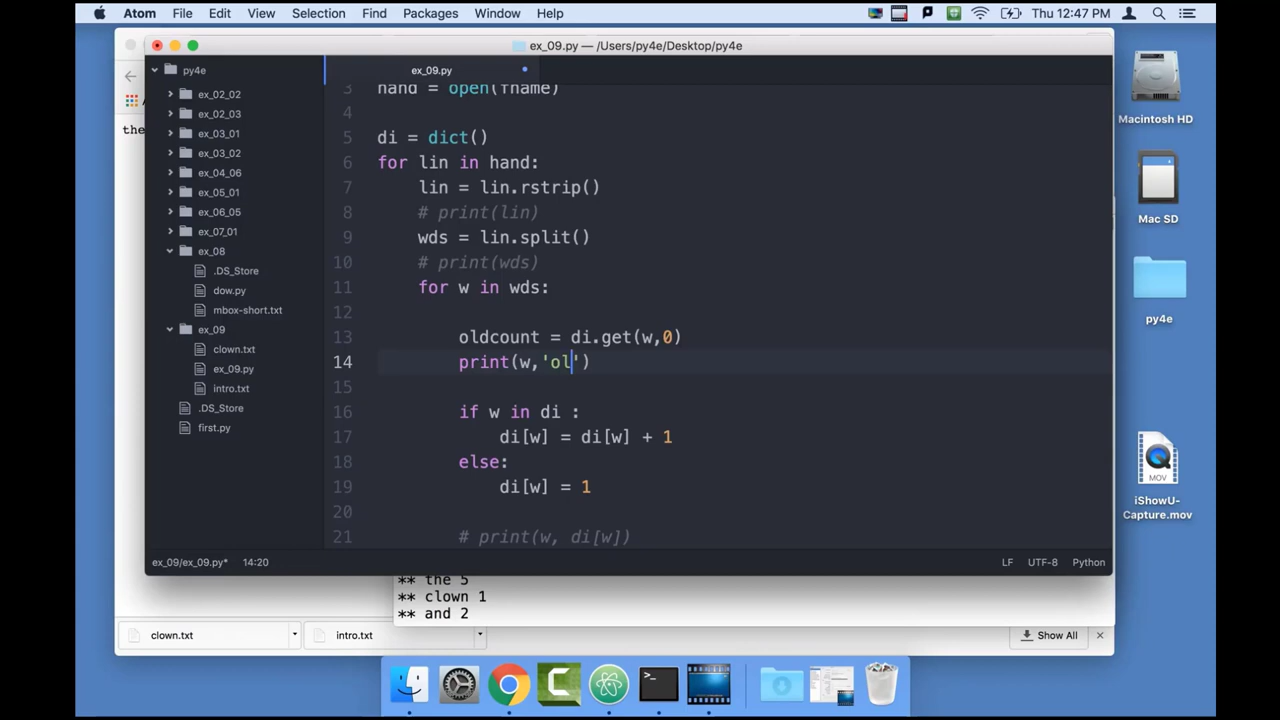 Atom File Edit View Selection Find Packages Window Help Thu 12:47 PM
ex_09.py — /Users/py4e/Desktop/py4e
py4e
ex_09.py
ex_02_02
ex_02_03
ex_03_01
ex_03_02
ex_04_06
ex_05_01
ex_06_05
ex_07_01
ex_08
.DS_Store
dow.py
mbox-short.txt
ex_09
clown.txt
ex_09.py
intro.txt
.DS_Store
first.py
the
3 hand = open(fname)
4
5 di = dict()
6 for lin in hand:
7 lin = lin.rstrip()
8 # print(lin)
9 wds = lin.split()
10 # print(wds)
11 for w in wds:
12
13 oldcount = di.get(w,0)
14 print(w,'ol')
15
16 if w in di :
17 di[w] = di[w] + 1
18 else:
19 di[w] = 1
20
21 # print(w, di[w])
ex_09/ex_09.py* 14:20 LF UTF-8 Python
** the 5
** clown 1
** and 2
clown.txt intro.txt Show All
Macintosh HD
Mac SD
py4e
MOV
iShowU-
Capture.mov